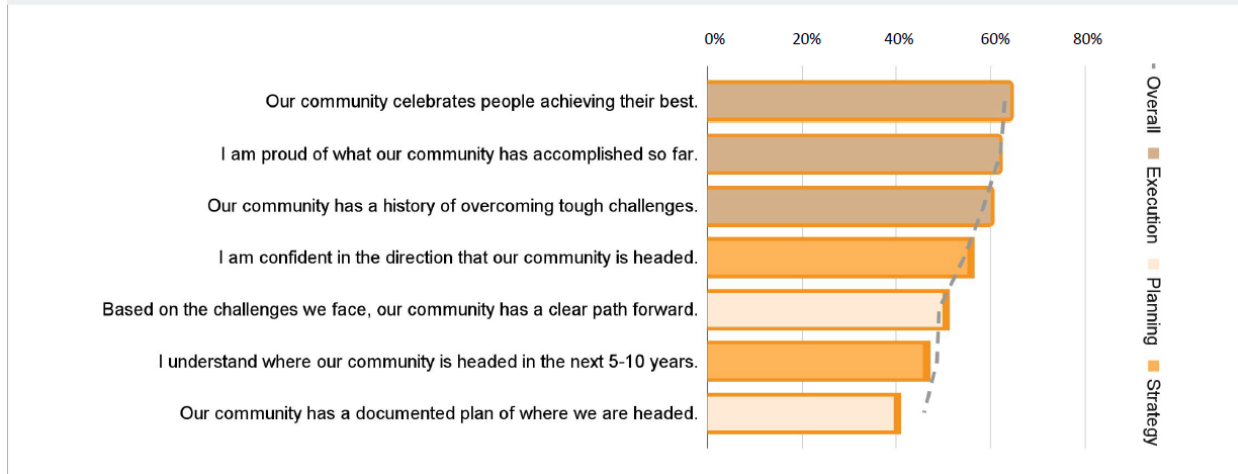 0% 20% 40% 60% 80%
Our community celebrates people achieving their best.
I am proud of what our community has accomplished so far.
Our community has a history of overcoming tough challenges.
I am confident in the direction that our community is headed.
Based on the challenges we face, our community has a clear path forward.
I understand where our community is headed in the next 5-10 years.
Our community has a documented plan of where we are headed.
Overall Execution Planning Strategy